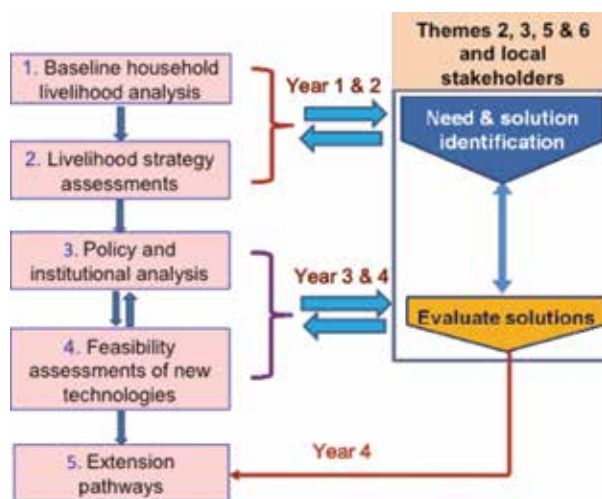 Themes 2, 3, 5 & 6
and local
stakeholders
1. Baseline household
livelihood analysis
Year 1 & 2
Need & solution
identification
2. Livelihood strategy
assessments
3. Policy and
institutional analysis
Year 3 & 4
Evaluate solutions
4. Feasibility
assessments of new
technologies
Year 4
5. Extension
pathways